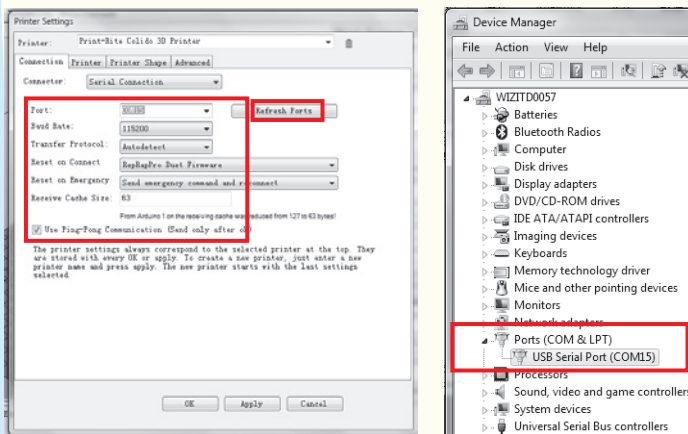 Printer Settings
Printer: Print-Rite Colido 3D Printer
Connection Printer Printer Shape Advanced
Connector: Serial Connection
Port: Refresh Ports
Baud Rate: 115200
Transfer Protocol: Autodetect
Reset on Connect RepRapPro Duet Firmware
Reset on Emergency Send emergency command and reconnect
Receive Cache Size: 63
From Arduino 1 on the receiving cache was reduced from 127 to 63 bytes!
Use Ping-Pong Communication (Send only after ok)
The printer settings always correspond to the selected printer at the top. They
are stored with every OK or apply. To create a new printer, just enter a new
printer name and press apply. The new printer starts with the last settings
selected.
OK Apply Cancel
Device Manager
File Action View Help
WIZITD0057
Batteries
Bluetooth Radios
Computer
Disk drives
Display adapters
DVD/CD-ROM drives
IDE ATA/ATAPI controllers
Imaging devices
Keyboards
Memory technology driver
Mice and other pointing devices
Monitors
Network adapters
Ports (COM & LPT)
USB Serial Port (COM15)
Processors
Sound, video and game controllers
System devices
Universal Serial Bus controllers